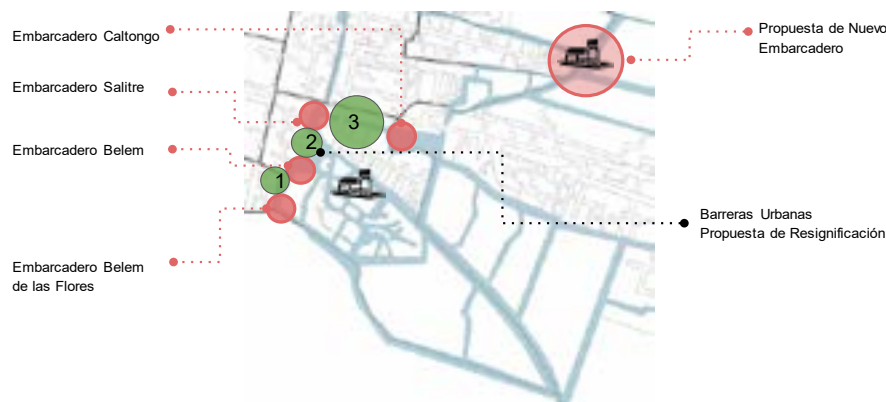 Embarcadero Caltongo
Embarcadero Salitre
Embarcadero Belem
Embarcadero Belem
de las Flores
3
2
1
Propuesta de Nuevo
Embarcadero
Barreras Urbanas
Propuesta de Resignificación